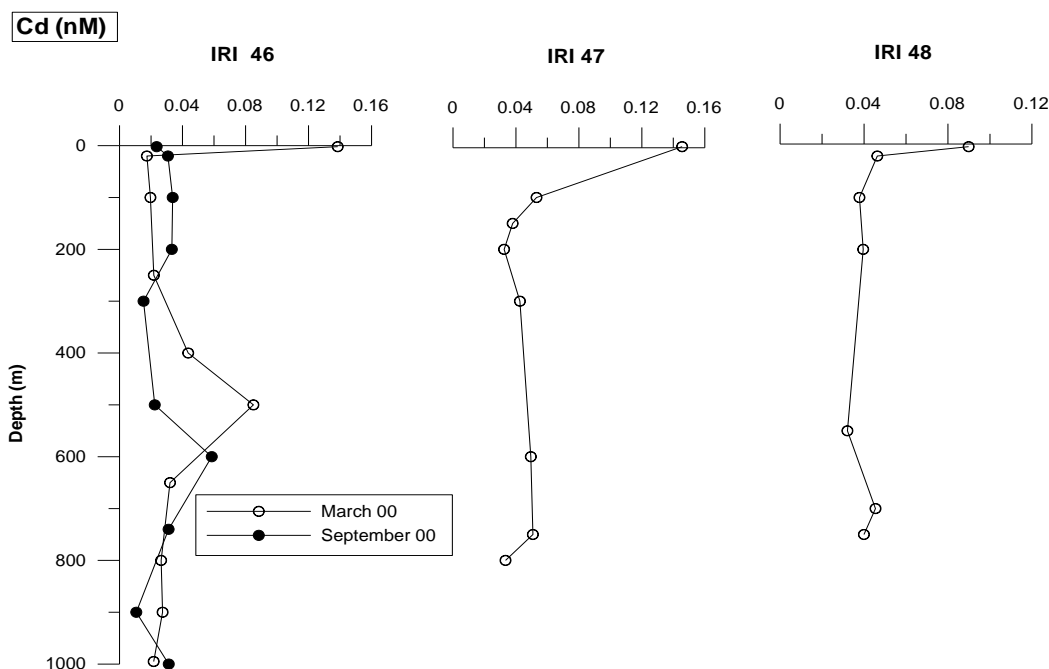 Cd (nM)
IRI 46
IRI 47
IRI 48
0 0.04 0.08 0.12 0.16
0 0.04 0.08 0.12 0.16
0 0.04 0.08 0.12
0
200
400
600
800
1000
Depth (m)
March 00
September 00